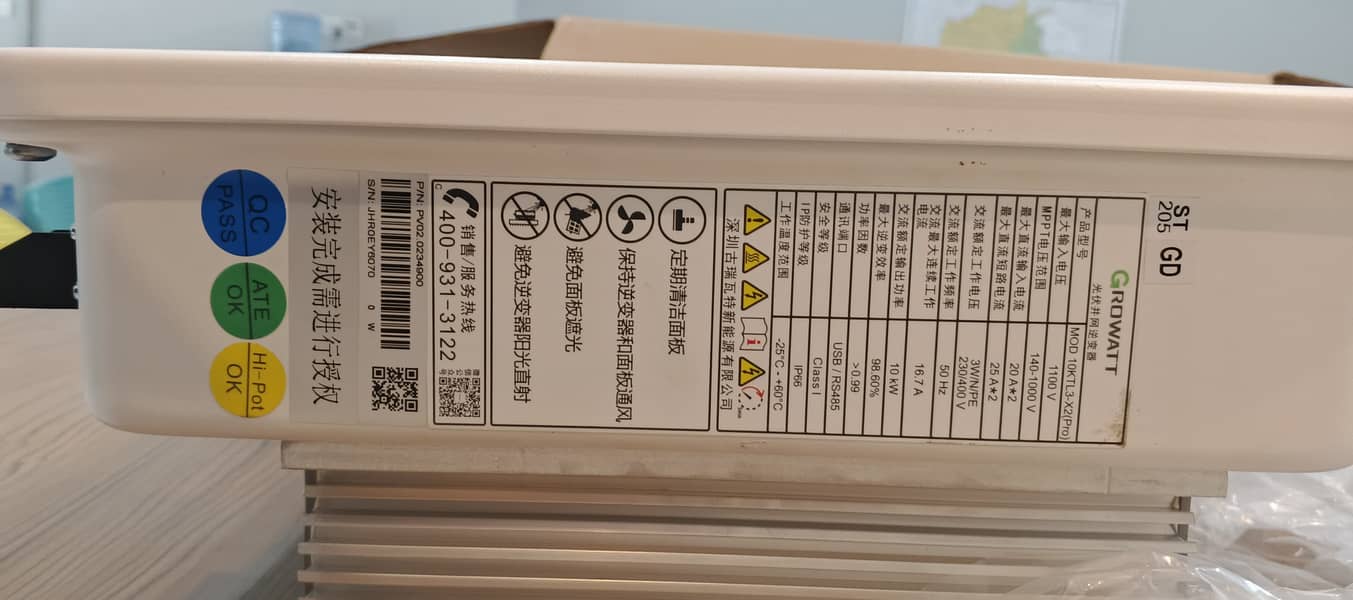 ST GD
205
GROWATT
光伏并网逆变器
产品型号 MOD 10KTL3-X2(Pro)
最大输入电压 1100 V
MPPT电压范围 140-1000 V
最大直流输入电流 20 A*2
最大直流短路电流 25 A*2
交流额定工作电压 3W/N/PE 230/400 V
交流额定工作频率 50 Hz
交流最大连续工作电流 16.7 A
交流额定输出功率 10 kW
最大逆变效率 98.60%
功率因数 >0.99
通讯端口 USB / RS485
安全等级 Class I
IP防护等级 IP66
工作温度范围 -25°C - +60°C
深圳古瑞瓦特新能源有限公司
定期清洁面板
保持逆变器和面板通风
避免面板遮光
避免逆变器阳光直射
销售/服务热线
400-931-3122
C
P/N: PV02.0234900
S/N: JHR0EY6070 0 W
安装完成需进行授权
QC
PASS
ATE
OK
Hi-Pot
OK